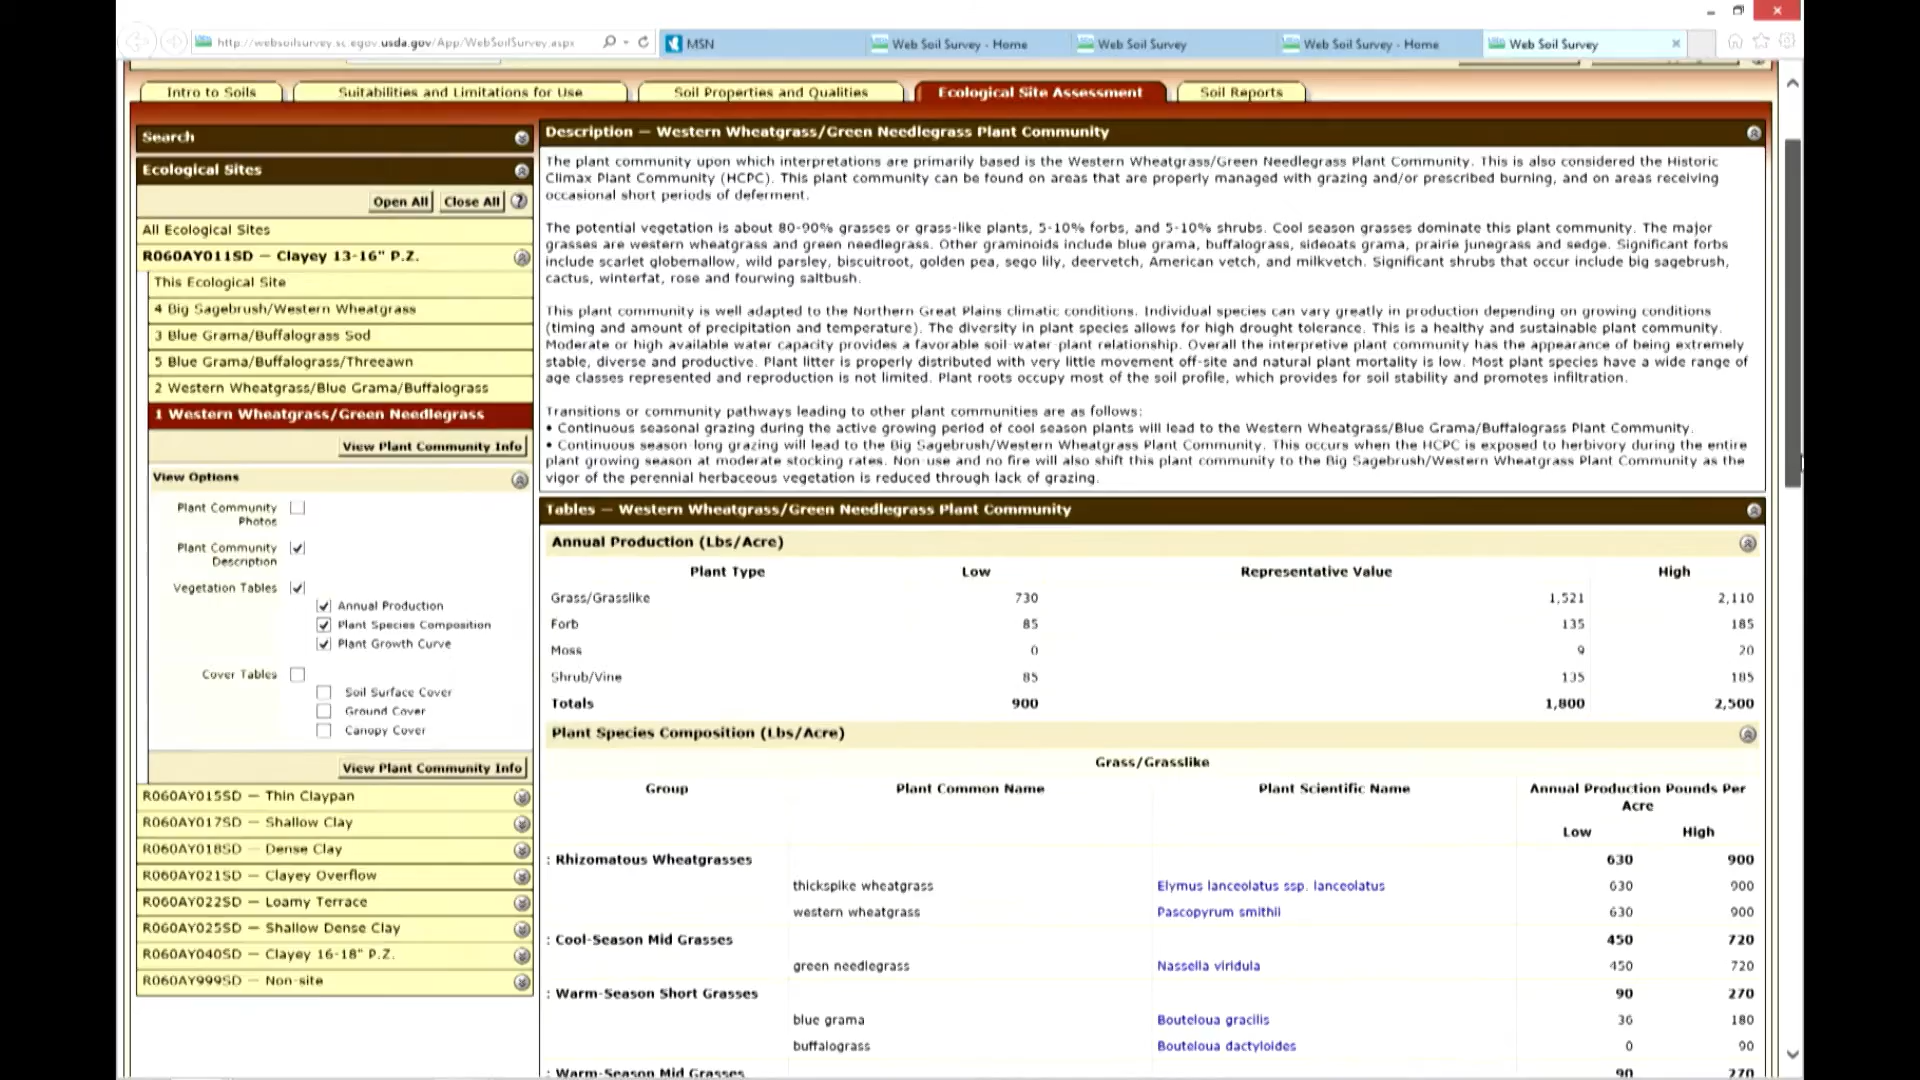 http://websoilsurvey.sc.egov.usda.gov/App/WebSoilSurvey.aspx
MSN
Web Soil Survey - Home
Web Soil Survey
Web Soil Survey - Home
Web Soil Survey
Intro to Soils
Suitabilities and Limitations for Use
Soil Properties and Qualities
Ecological Site Assessment
Soil Reports
Search
Ecological Sites
Open All
Close All
All Ecological Sites
R060AY011SD — Clayey 13-16" P.Z.
This Ecological Site
4 Big Sagebrush/Western Wheatgrass
3 Blue Grama/Buffalograss Sod
5 Blue Grama/Buffalograss/Threeawn
2 Western Wheatgrass/Blue Grama/Buffalograss
1 Western Wheatgrass/Green Needlegrass
View Plant Community Info
View Options
Plant Community
Photos
Plant Community
Description
Vegetation Tables
Annual Production
Plant Species Composition
Plant Growth Curve
Cover Tables
Soil Surface Cover
Ground Cover
Canopy Cover
View Plant Community Info
R060AY015SD — Thin Claypan
R060AY017SD — Shallow Clay
R060AY018SD — Dense Clay
R060AY021SD — Clayey Overflow
R060AY022SD — Loamy Terrace
R060AY025SD — Shallow Dense Clay
R060AY040SD — Clayey 16-18" P.Z.
R060AY999SD — Non-site
Description — Western Wheatgrass/Green Needlegrass Plant Community
The plant community upon which interpretations are primarily based is the Western Wheatgrass/Green Needlegrass Plant Community. This is also considered the Historic
Climax Plant Community (HCPC). This plant community can be found on areas that are properly managed with grazing and/or prescribed burning, and on areas receiving
occasional short periods of deferment.
The potential vegetation is about 80-90% grasses or grass-like plants, 5-10% forbs, and 5-10% shrubs. Cool season grasses dominate this plant community. The major
grasses are western wheatgrass and green needlegrass. Other graminoids include blue grama, buffalograss, sideoats grama, prairie junegrass and sedge. Significant forbs
include scarlet globemallow, wild parsley, biscuitroot, golden pea, sego lily, deervetch, American vetch, and milkvetch. Significant shrubs that occur include big sagebrush,
cactus, winterfat, rose and fourwing saltbush.
This plant community is well adapted to the Northern Great Plains climatic conditions. Individual species can vary greatly in production depending on growing conditions
(timing and amount of precipitation and temperature). The diversity in plant species allows for high drought tolerance. This is a healthy and sustainable plant community.
Moderate or high available water capacity provides a favorable soil-water-plant relationship. Overall the interpretive plant community has the appearance of being extremely
stable, diverse and productive. Plant litter is properly distributed with very little movement off-site and natural plant mortality is low. Most plant species have a wide range of
age classes represented and reproduction is not limited. Plant roots occupy most of the soil profile, which provides for soil stability and promotes infiltration.
Transitions or community pathways leading to other plant communities are as follows:
• Continuous seasonal grazing during the active growing period of cool season plants will lead to the Western Wheatgrass/Blue Grama/Buffalograss Plant Community.
• Continuous season-long grazing will lead to the Big Sagebrush/Western Wheatgrass Plant Community. This occurs when the HCPC is exposed to herbivory during the entire
plant growing season at moderate stocking rates. Non use and no fire will also shift this plant community to the Big Sagebrush/Western Wheatgrass Plant Community as the
vigor of the perennial herbaceous vegetation is reduced through lack of grazing.
Tables — Western Wheatgrass/Green Needlegrass Plant Community
Annual Production (Lbs/Acre)
Plant Type Low Representative Value High
Grass/Grasslike 730 1,521 2,110
Forb 85 135 185
Moss 0 9 20
Shrub/Vine 85 135 185
Totals 900 1,800 2,500
Plant Species Composition (Lbs/Acre)
Grass/Grasslike
Group Plant Common Name Plant Scientific Name Annual Production Pounds Per
Acre
Low High
: Rhizomatous Wheatgrasses 630 900
thickspike wheatgrass Elymus lanceolatus ssp. lanceolatus 630 900
western wheatgrass Pascopyrum smithii 630 900
: Cool-Season Mid Grasses 450 720
green needlegrass Nassella viridula 450 720
: Warm-Season Short Grasses 90 270
blue grama Bouteloua gracilis 36 180
buffalograss Bouteloua dactyloides 0 90
: Warm-Season Mid Grasses 90 270